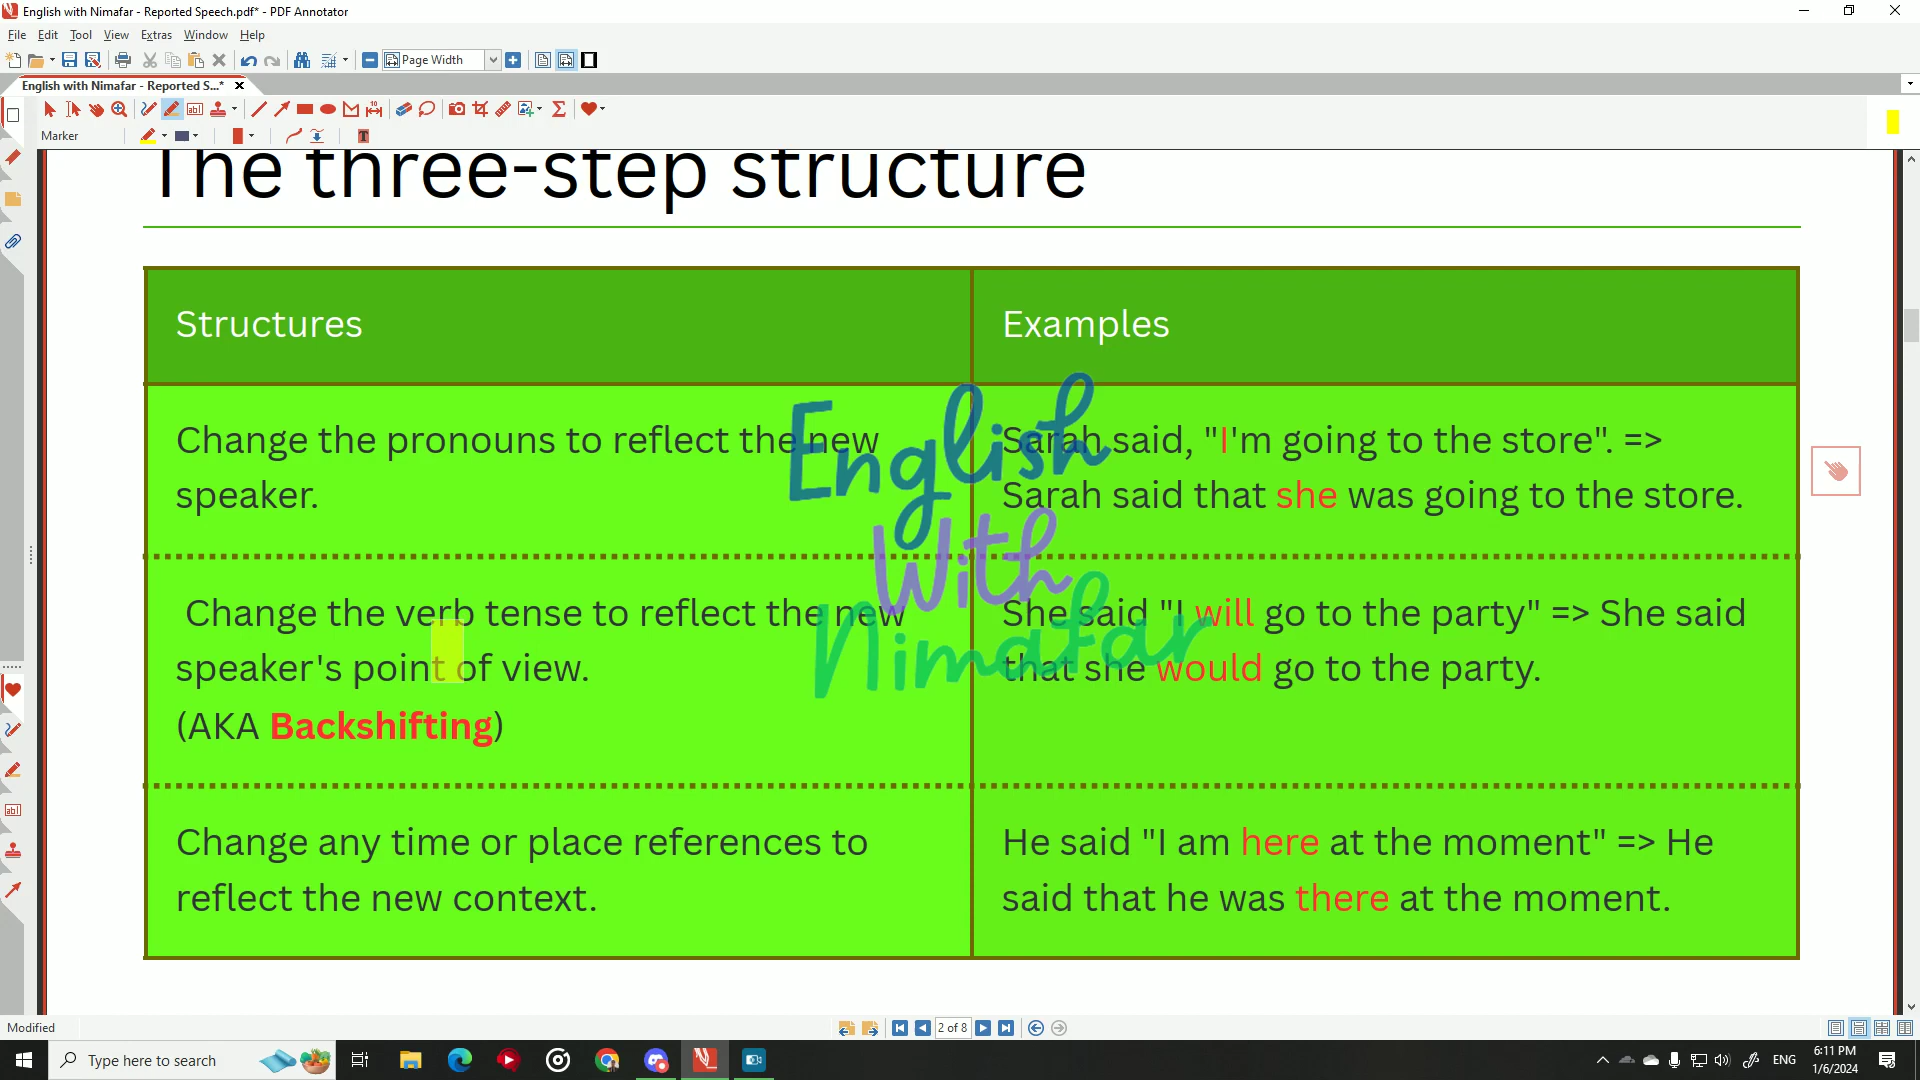 English with Nimafar - Reported Speech.pdf* - PDF Annotator
File Edit Tool View Extras Window Help
Page Width
English with Nimafar - Reported S...*
Marker
The three-step structure
Structures
Examples
Change the pronouns to reflect the new
speaker.
Sarah said, "I'm going to the store". =>
Sarah said that she was going to the store.
Change the verb tense to reflect the new
speaker's point of view.
(AKA Backshifting)
She said "I will go to the party" => She said
that she would go to the party.
Change any time or place references to
reflect the new context.
He said "I am here at the moment" => He
said that he was there at the moment.
English
With
Nimafar
Modified
2 of 8
Type here to search
ENG
6:11 PM
1/6/2024